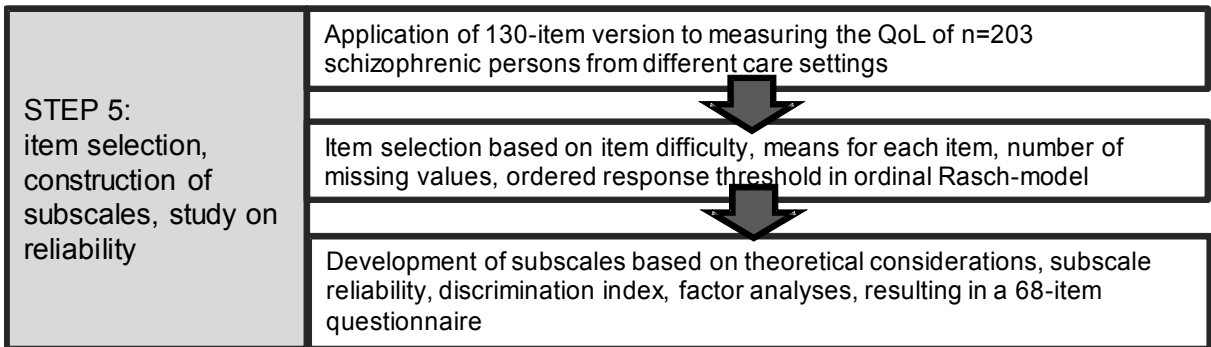 STEP 5:
item selection,
construction of
subscales, study on
reliability
Application of 130-item version to measuring the QoL of n=203
schizophrenic persons from different care settings
Item selection based on item difficulty, means for each item, number of
missing values, ordered response threshold in ordinal Rasch-model
Development of subscales based on theoretical considerations, subscale
reliability, discrimination index, factor analyses, resulting in a 68-item
questionnaire